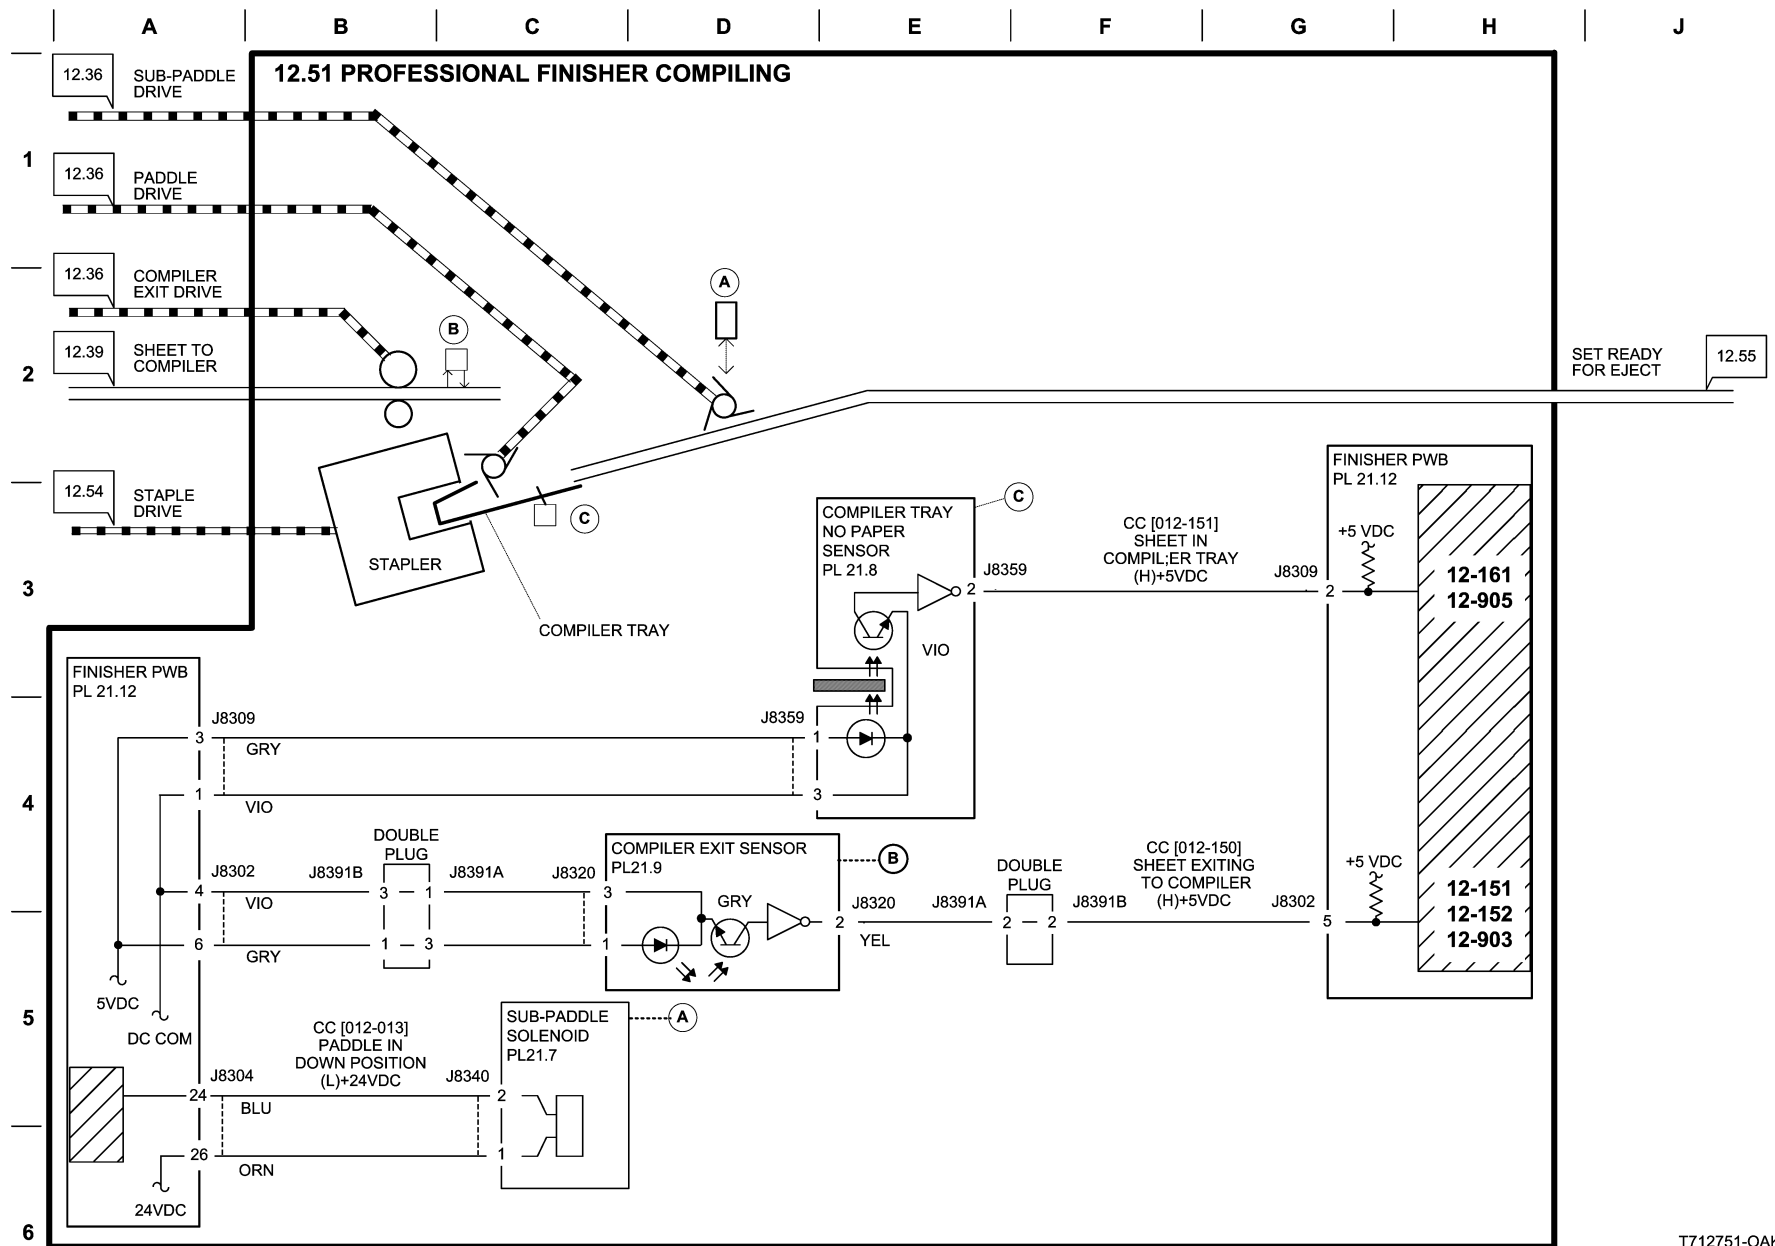 A B C D E F G H J
12.51 PROFESSIONAL FINISHER COMPILING
12.36
SUB-PADDLE
DRIVE
1
12.36
PADDLE
DRIVE
12.36
COMPILER
EXIT DRIVE
A
B
2
12.39
SHEET TO
COMPILER
SET READY
FOR EJECT
12.55
12.54
STAPLE
DRIVE
STAPLER
C
COMPILER TRAY
3
COMPILER TRAY
NO PAPER
SENSOR
PL 21.8
C
J8359
2
VIO
CC [012-151]
SHEET IN
COMPIL;ER TRAY
(H)+5VDC
J8309
2
FINISHER PWB
PL 21.12
+5 VDC
12-161
12-905
FINISHER PWB
PL 21.12
J8309
3
GRY
J8359
1
4
1
VIO
3
DOUBLE
PLUG
J8302
4
VIO
J8391B
3
1
J8391A
J8320
3
6
GRY
1
3
1
COMPILER EXIT SENSOR
PL21.9
B
GRY
J8320
2
YEL
J8391A
DOUBLE
PLUG
2
2
J8391B
CC [012-150]
SHEET EXITING
TO COMPILER
(H)+5VDC
J8302
5
+5 VDC
12-151
12-152
12-903
5VDC
DC COM
5
CC [012-013]
PADDLE IN
DOWN POSITION
(L)+24VDC
SUB-PADDLE
SOLENOID
PL21.7
A
J8304
24
BLU
J8340
2
26
ORN
1
24VDC
6
T712751-OAK